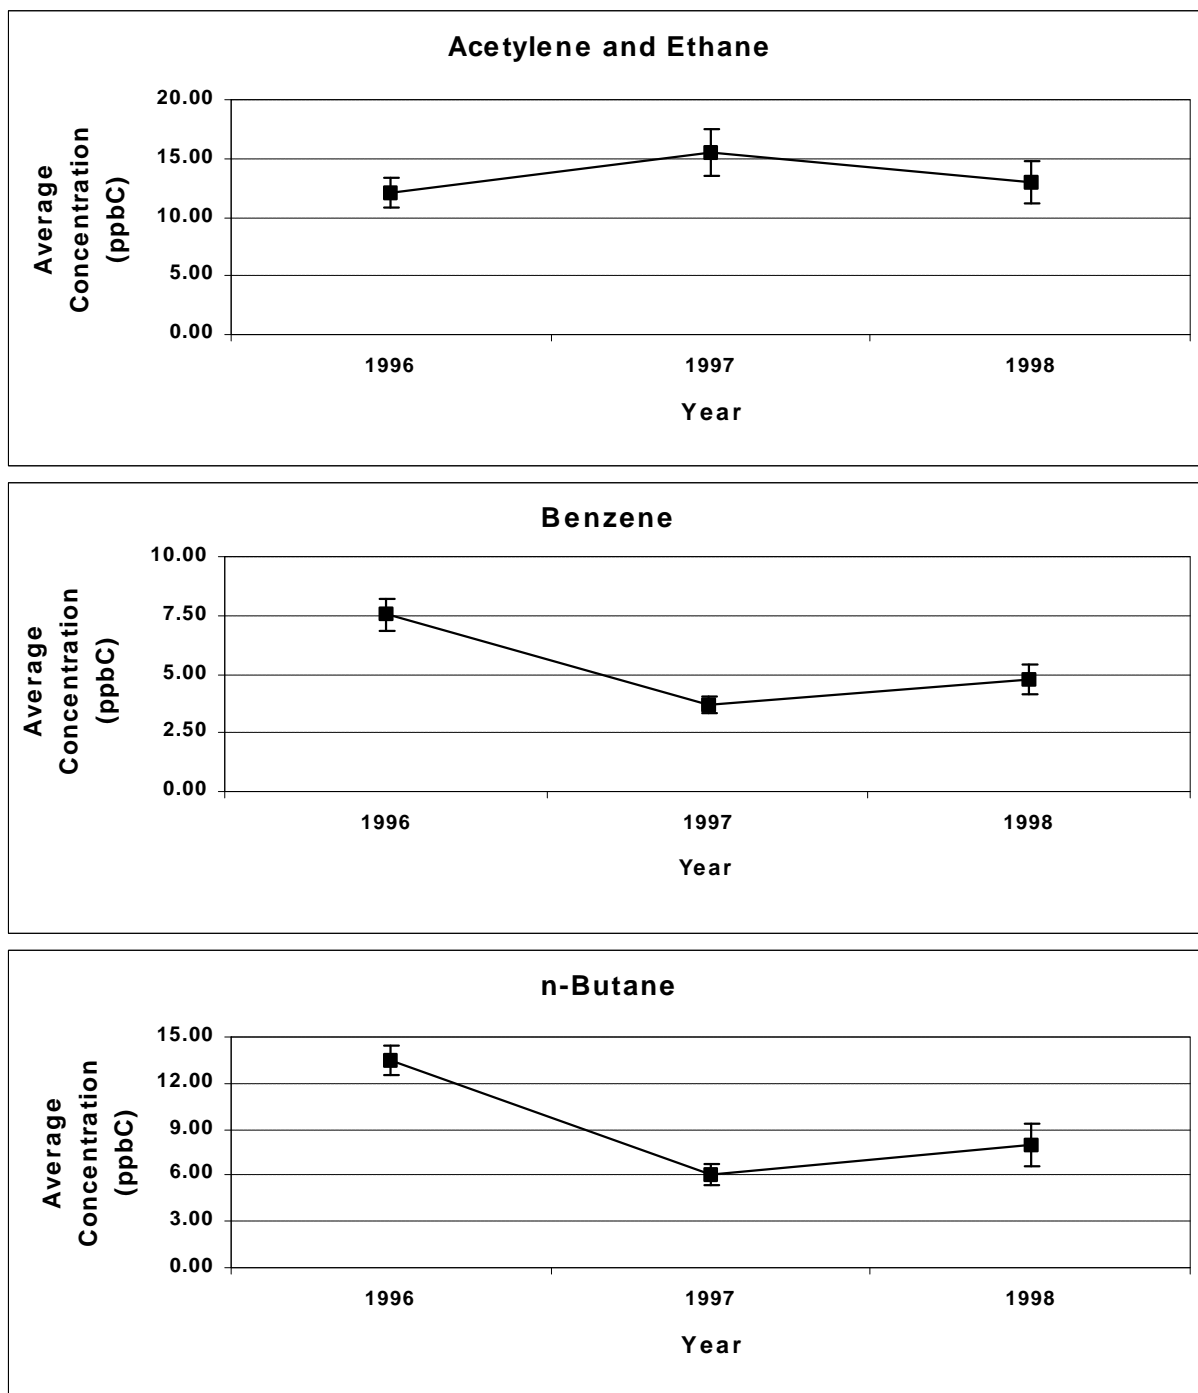 Acetylene and Ethane
20.00
15.00
10.00
5.00
0.00
Average
Concentration
(ppbC)
1996 1997 1998
Year
Benzene
10.00
7.50
5.00
2.50
0.00
Average
Concentration
(ppbC)
1996 1997 1998
Year
n-Butane
15.00
12.00
9.00
6.00
3.00
0.00
Average
Concentration
(ppbC)
1996 1997 1998
Year